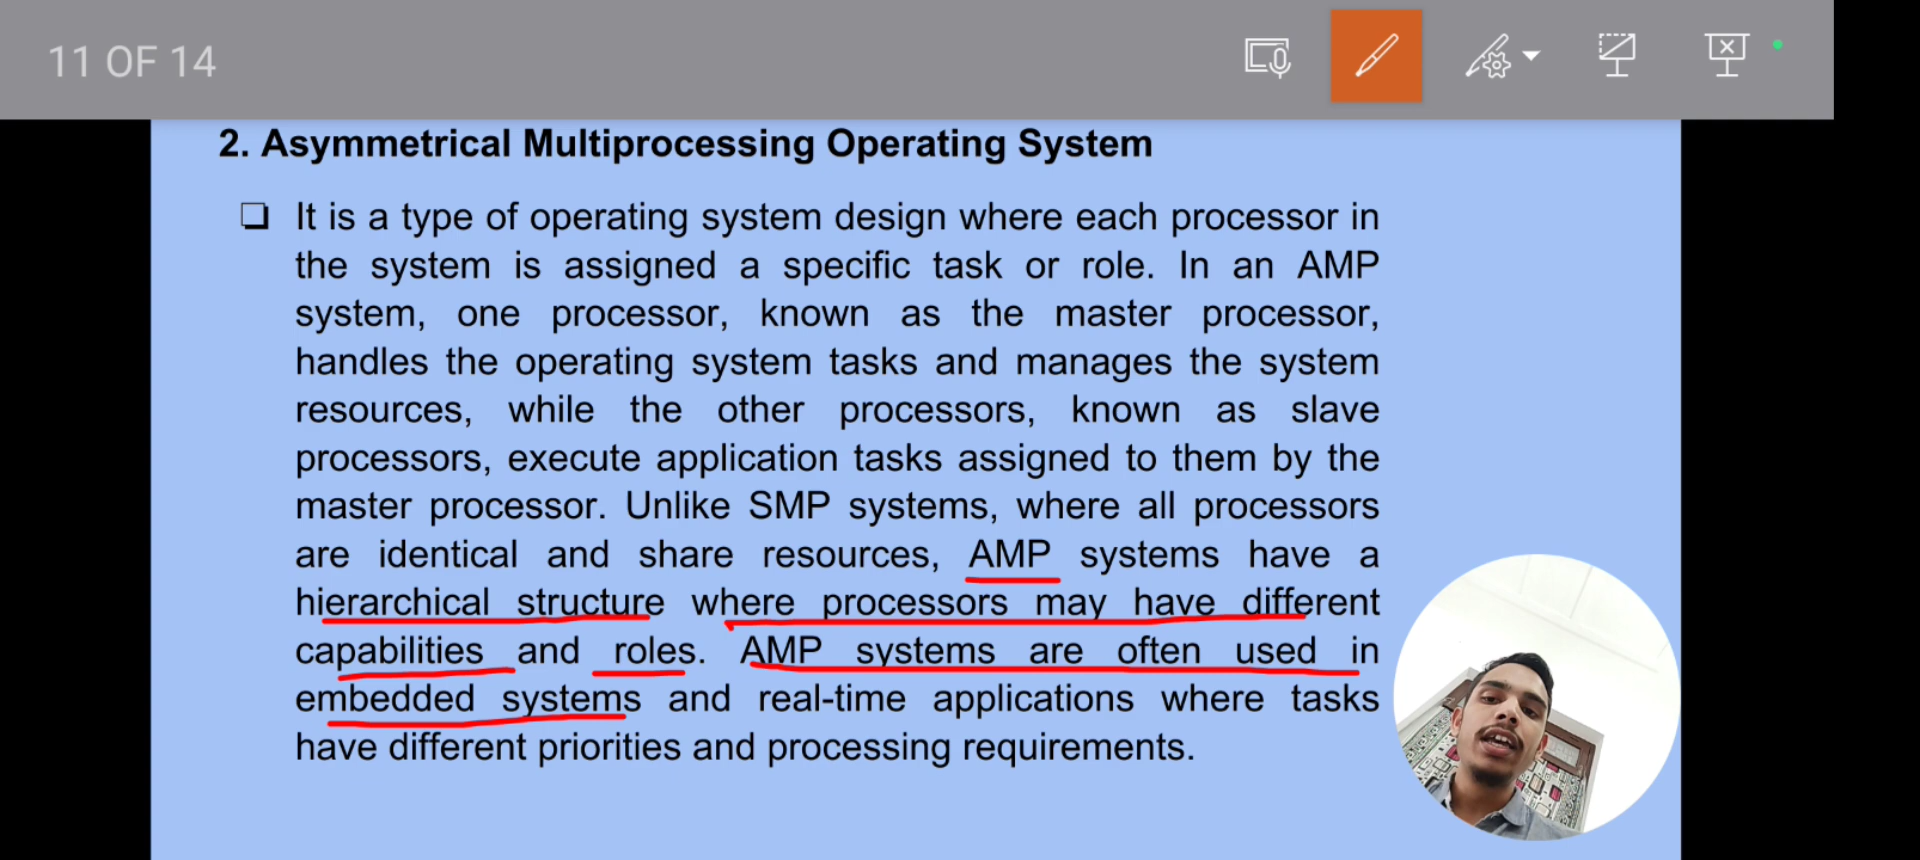 11 OF 14
2. Asymmetrical Multiprocessing Operating System
❑ It is a type of operating system design where each processor in
the system is assigned a specific task or role. In an AMP
system, one processor, known as the master processor,
handles the operating system tasks and manages the system
resources, while the other processors, known as slave
processors, execute application tasks assigned to them by the
master processor. Unlike SMP systems, where all processors
are identical and share resources, AMP systems have a
hierarchical structure where processors may have different
capabilities and roles. AMP systems are often used in
embedded systems and real-time applications where tasks
have different priorities and processing requirements.